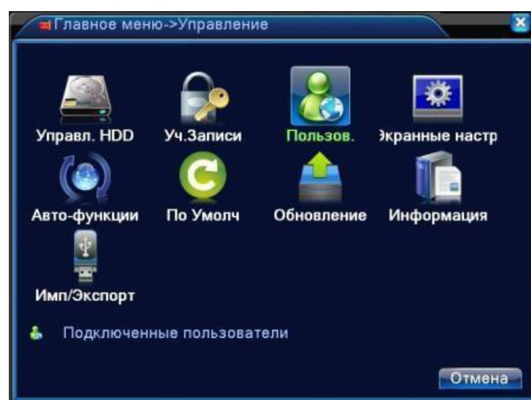 Главное меню->Управление
Управл. HDD Уч.Записи Пользов. Экранные настр
Авто-функции По Умолч Обновление Информация
Имп/Экспорт
Подключенные пользователи
Отмена